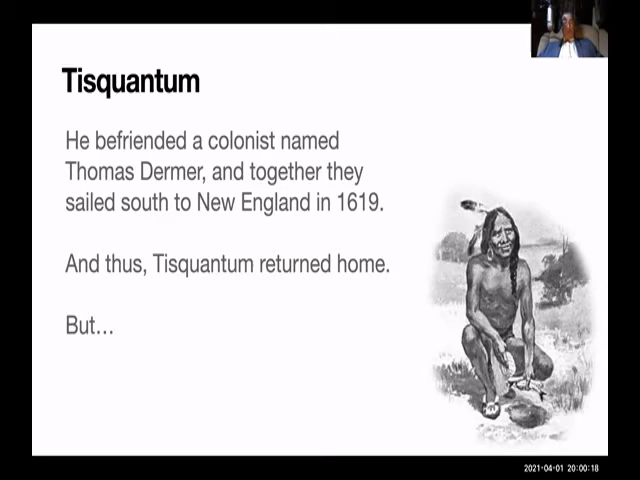 Tisquantum
He befriended a colonist named
Thomas Dermer, and together they
sailed south to New England in 1619.
And thus, Tisquantum returned home.
But...
2021-04-01 20:00:18